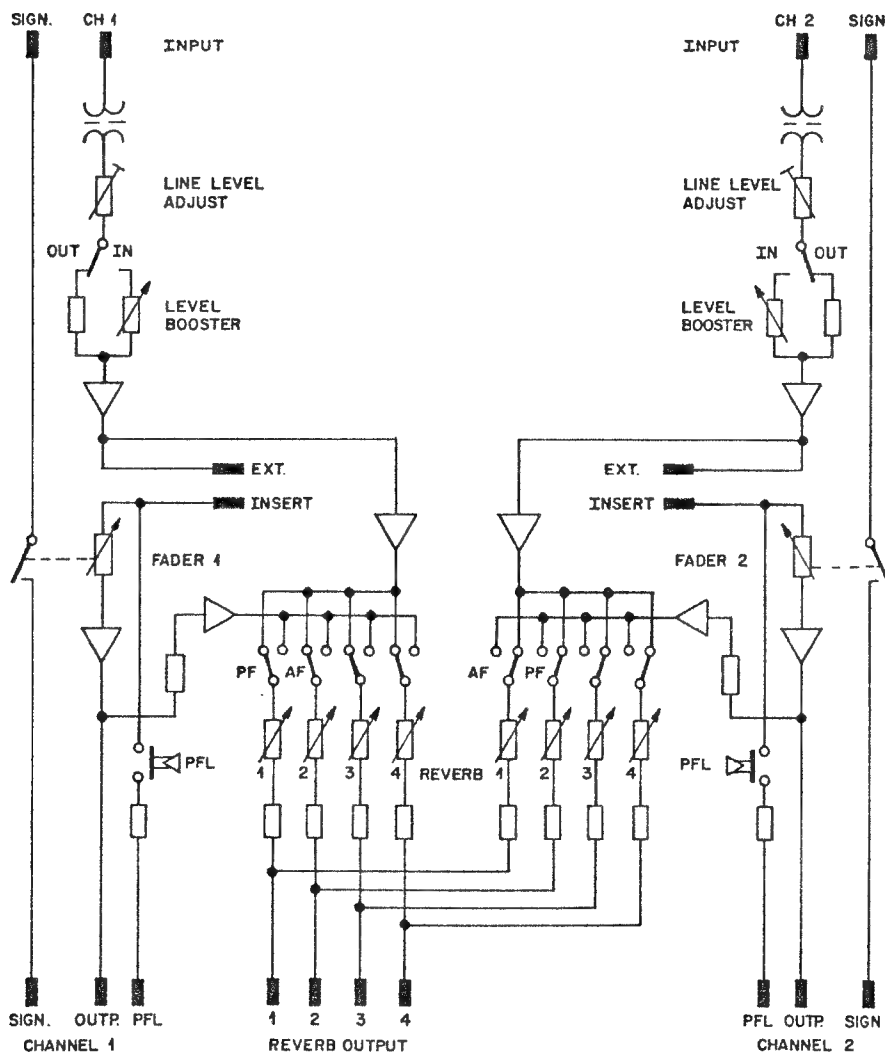 SIGN. CH 1 CH 2 SIGN
INPUT INPUT
LINE LEVEL ADJUST LINE LEVEL ADJUST
OUT IN IN OUT
LEVEL BOOSTER LEVEL BOOSTER
EXT. EXT.
INSERT INSERT
FADER 1 FADER 2
PF AF AF PF
PFL 1 2 3 4 REVERB 1 2 3 4 PFL
SIGN. OUTP. PFL 1 2 3 4 PFL OUTP. SIGN
CHANNEL 1 REVERB OUTPUT CHANNEL 2